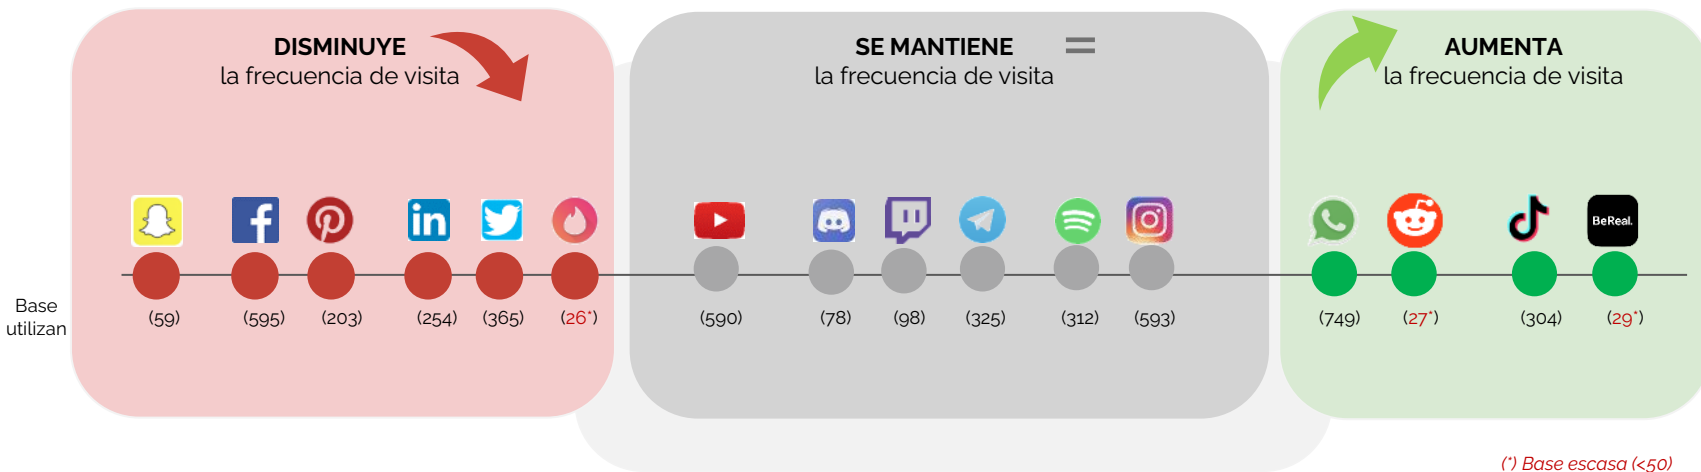 DISMINUYE
la frecuencia de visita
SE MANTIENE =
la frecuencia de visita
AUMENTA
la frecuencia de visita
BeReal.
Base
utilizan
(59) (595) (203) (254) (365) (26*) (590) (78) (98) (325) (312) (593) (749) (27*) (304) (29*)
(*) Base escasa (<50)